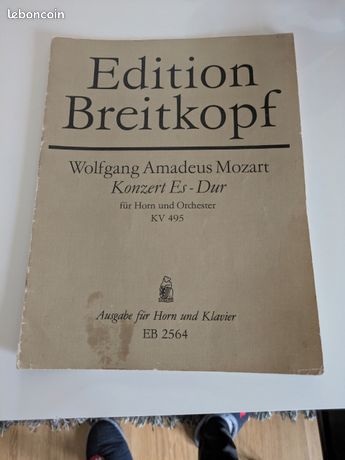 leboncoin
Edition
Breitkopf
Wolfgang Amadeus Mozart
Konzert Es-Dur
für Horn und Orchester
KV 495
Ausgabe für Horn und Klavier
EB 2564